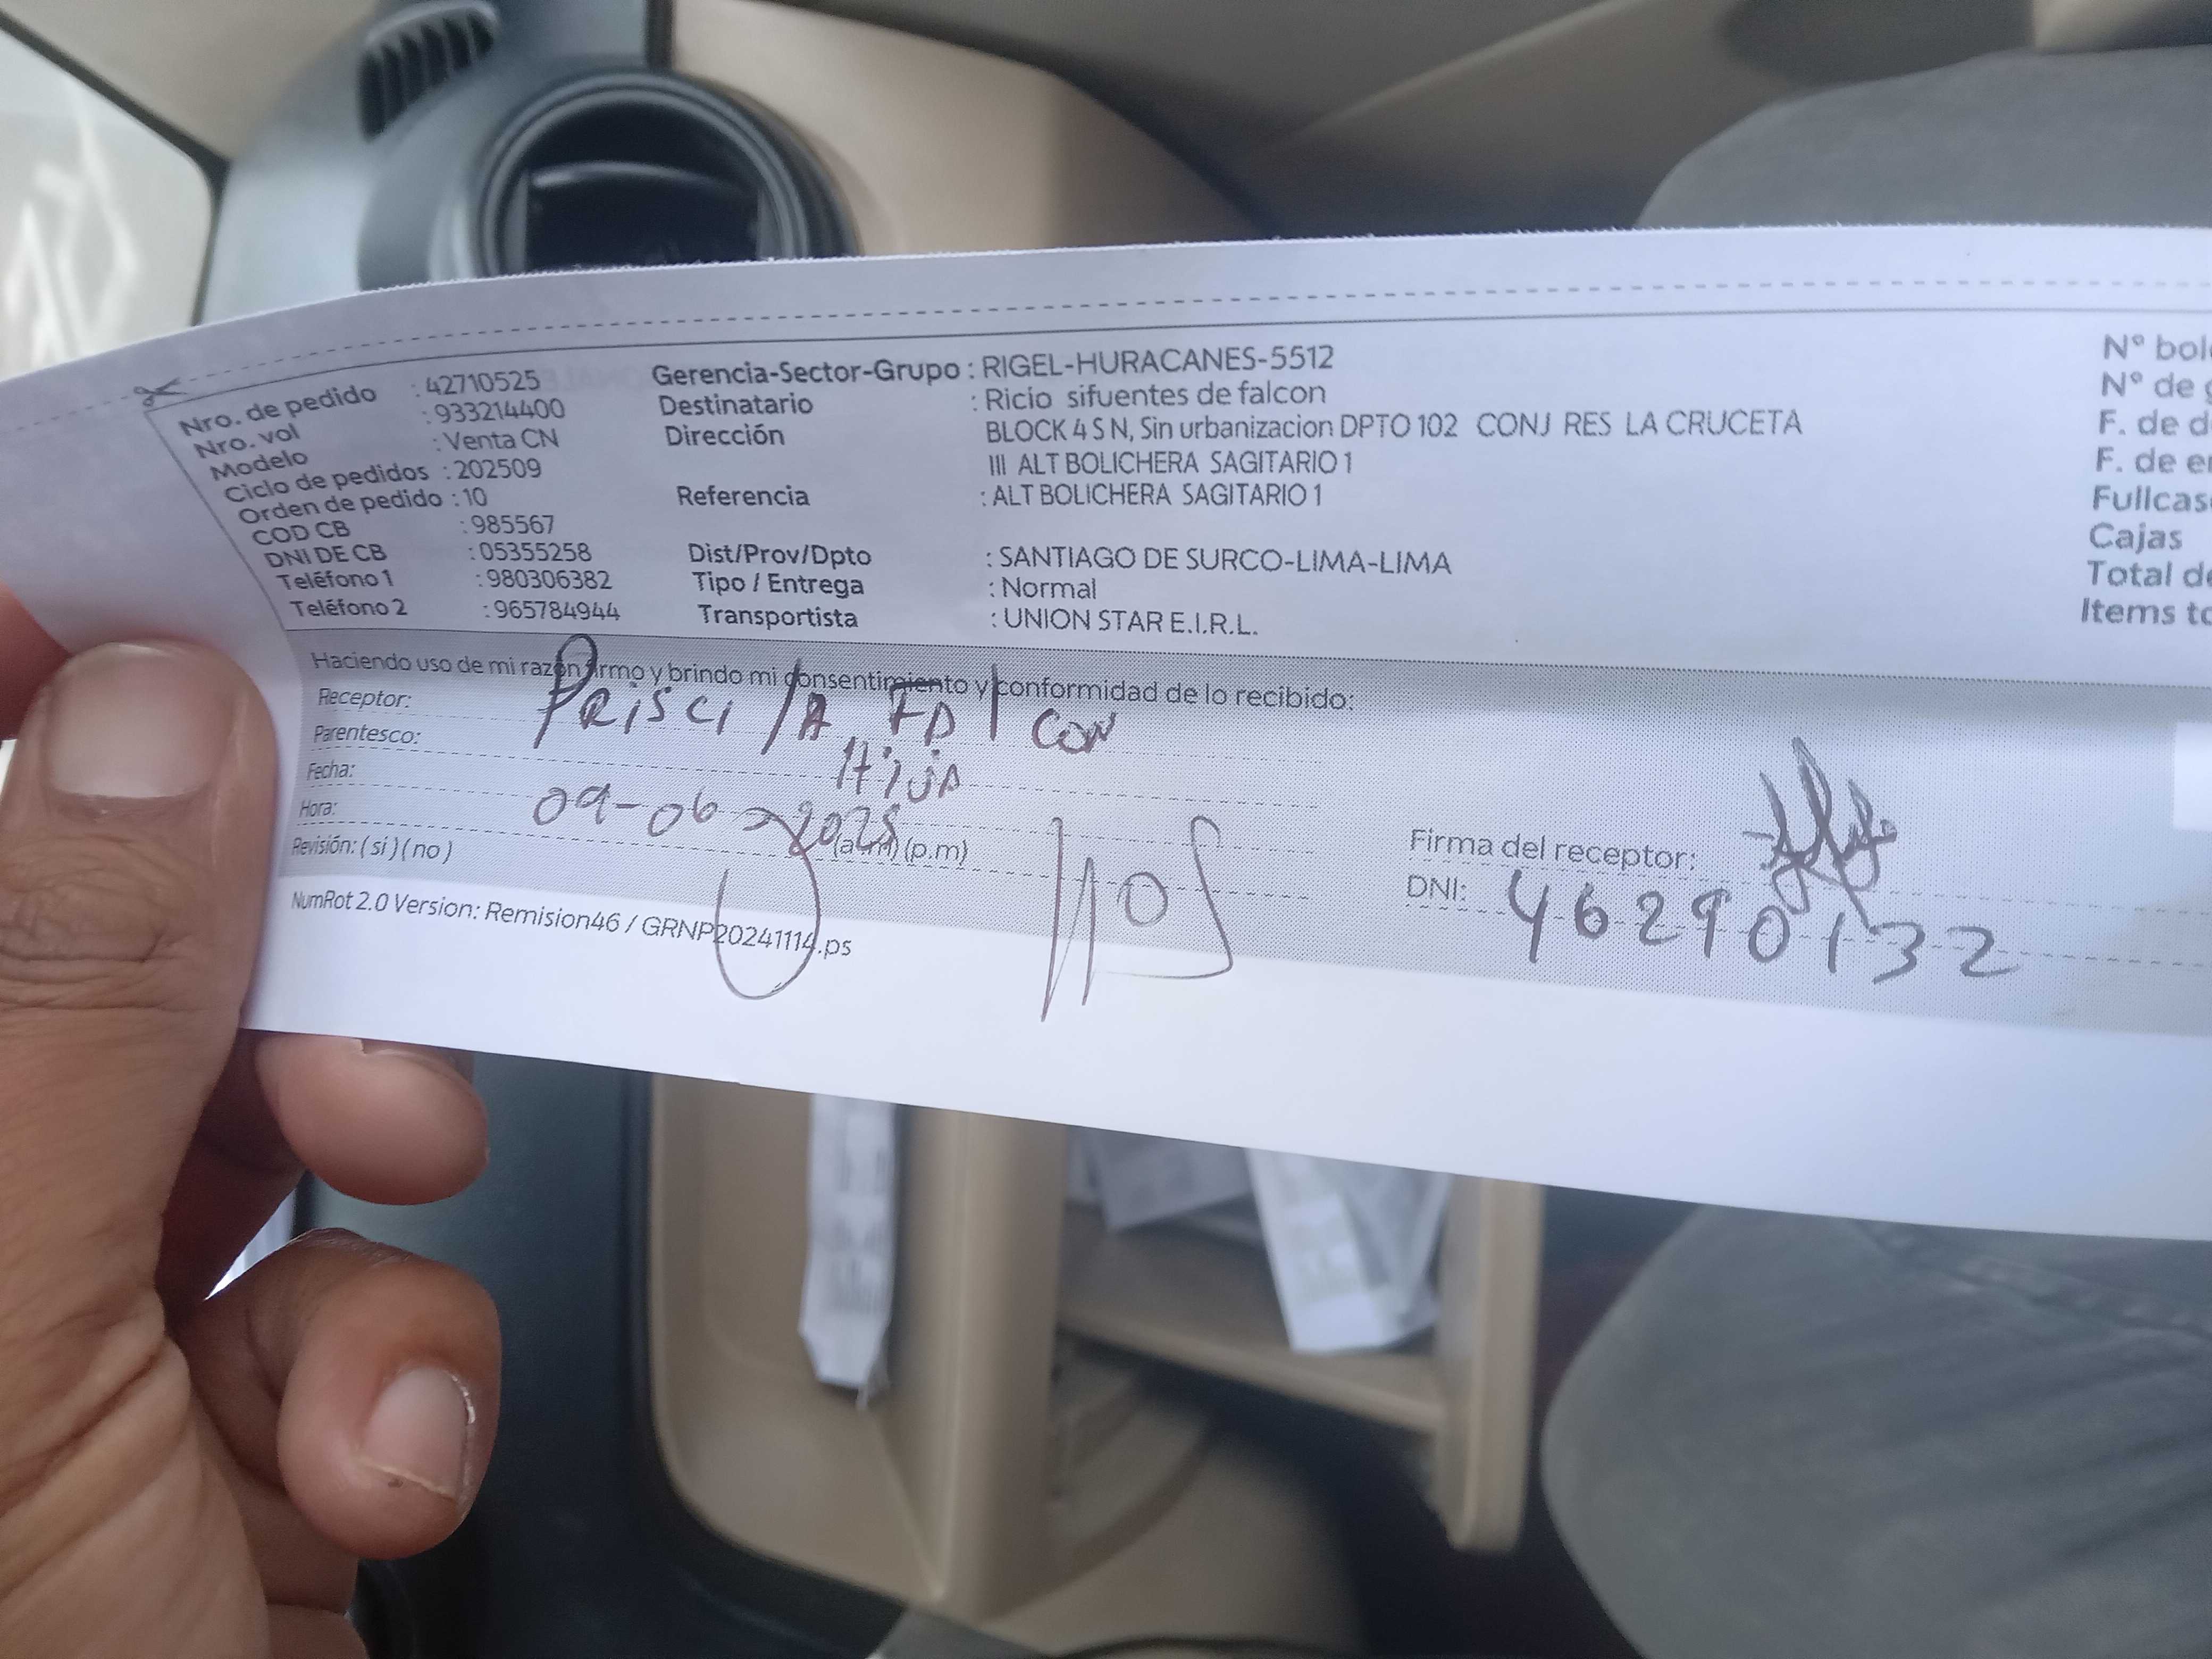 Nro. de pedido : 42710525
Nro. vol : 933214400
Modelo : Venta CN
Ciclo de pedidos : 202509
Orden de pedido : 10
COD CB : 985567
DNI DE CB : 05355258
Teléfono 1 : 980306382
Teléfono 2 : 965784944
Gerencia-Sector-Grupo : RIGEL-HURACANES-5512
Destinatario : Ricio sifuentes de falcon
Dirección BLOCK 4 S N, Sin urbanizacion DPTO 102 CONJ RES LA CRUCETA
III ALT BOLICHERA SAGITARIO 1
Referencia : ALT BOLICHERA SAGITARIO 1
Dist/Prov/Dpto : SANTIAGO DE SURCO-LIMA-LIMA
Tipo / Entrega : Normal
Transportista : UNION STAR E.I.R.L.
N° bol
N° de g
F. de d
F. de e
Fullcas
Cajas
Total de
Items to
Haciendo uso de mi razón firmo y brindo mi consentimiento y conformidad de lo recibido:
Receptor: PRISCILA FALCON
Parentesco: HijA
Fecha: 09-06-2025
Hora: (a.m) (p.m)
Revisión: ( si ) ( no )
Firma del receptor:
DNI: 46290132
NumRot 2.0 Version: Remision46 / GRNP20241114.ps